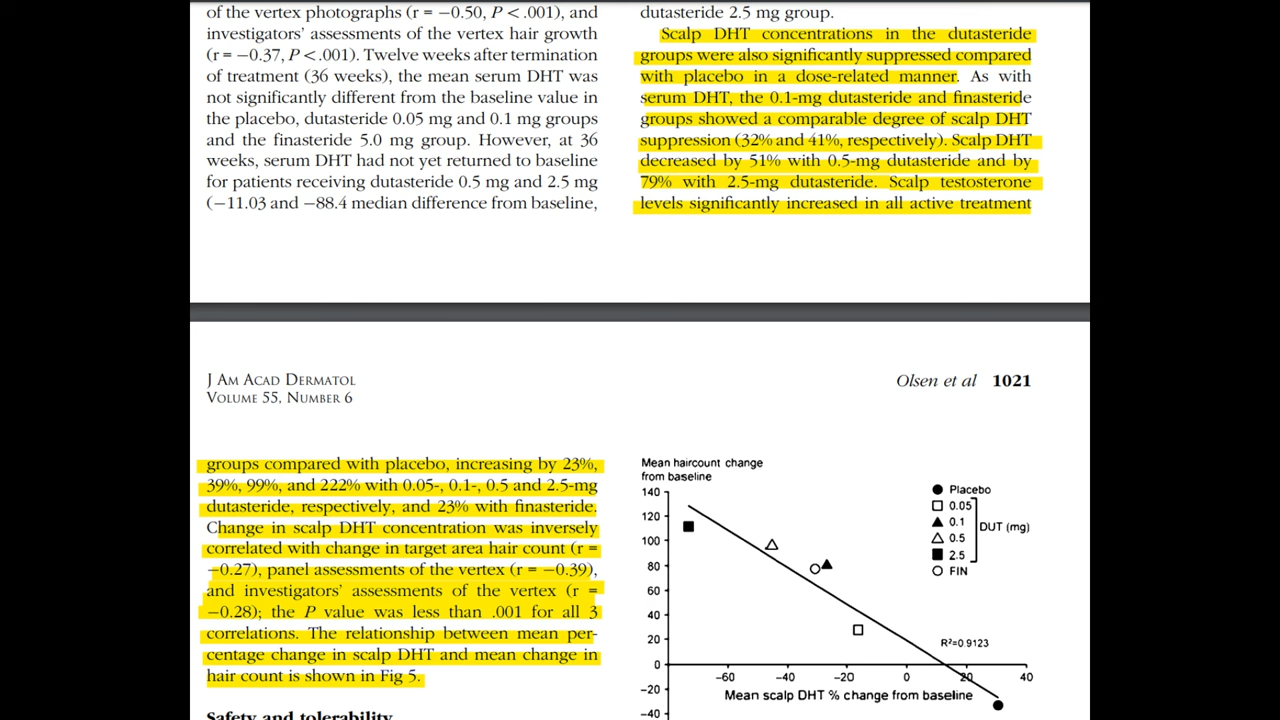 of the vertex photographs (r = −0.50, P < .001), and
investigators’ assessments of the vertex hair growth
(r = −0.37, P < .001). Twelve weeks after termination
of treatment (36 weeks), the mean serum DHT was
not significantly different from the baseline value in
the placebo, dutasteride 0.05 mg and 0.1 mg groups
and the finasteride 5.0 mg group. However, at 36
weeks, serum DHT had not yet returned to baseline
for patients receiving dutasteride 0.5 mg and 2.5 mg
(−11.03 and −88.4 median difference from baseline,
dutasteride 2.5 mg group.
Scalp DHT concentrations in the dutasteride
groups were also significantly suppressed compared
with placebo in a dose-related manner. As with
serum DHT, the 0.1-mg dutasteride and finasteride
groups showed a comparable degree of scalp DHT
suppression (32% and 41%, respectively). Scalp DHT
decreased by 51% with 0.5-mg dutasteride and by
79% with 2.5-mg dutasteride. Scalp testosterone
levels significantly increased in all active treatment
J AM ACAD DERMATOL
VOLUME 55, NUMBER 6
Olsen et al 1021
groups compared with placebo, increasing by 23%,
39%, 99%, and 222% with 0.05-, 0.1-, 0.5 and 2.5-mg
dutasteride, respectively, and 23% with finasteride.
Change in scalp DHT concentration was inversely
correlated with change in target area hair count (r =
−0.27), panel assessments of the vertex (r = −0.39),
and investigators’ assessments of the vertex (r =
−0.28); the P value was less than .001 for all 3
correlations. The relationship between mean per-
centage change in scalp DHT and mean change in
hair count is shown in Fig 5.
Safety and tolerability
Mean haircount change
from baseline
140
120
100
80
60
40
20
0
−20
−40
−60 −40 −20 0 20 40
Mean scalp DHT % change from baseline
R²=0.9123
Placebo
0.05
0.1
0.5
2.5
FIN
DUT (mg)